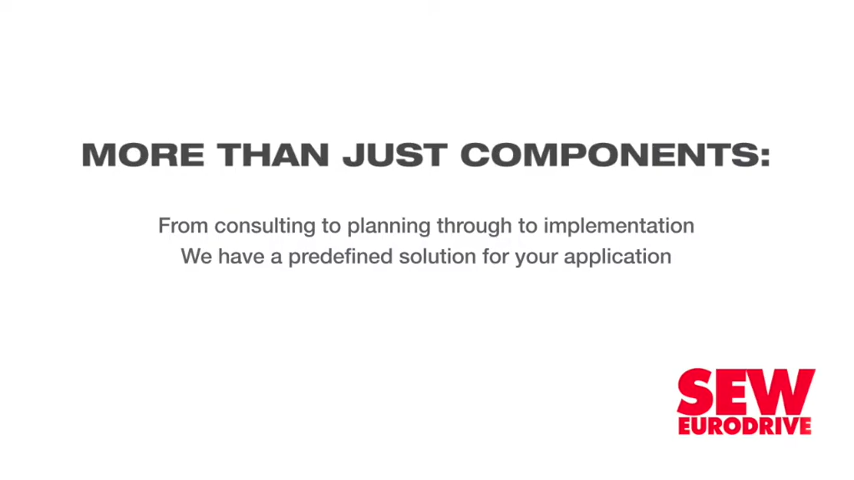 MORE THAN JUST COMPONENTS:
From consulting to planning through to implementation
We have a predefined solution for your application
SEW
EURODRIVE